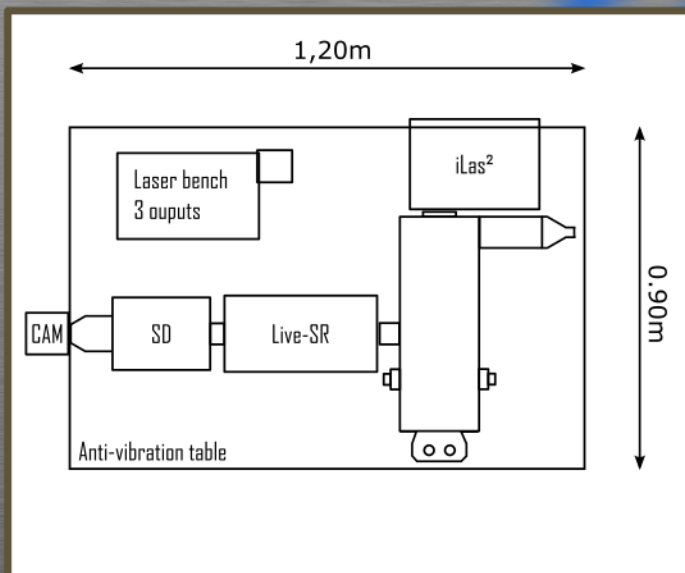 1,20m
iLas²
Laser bench
3 ouputs
0.90m
CAM
SD
Live-SR
Anti-vibration table